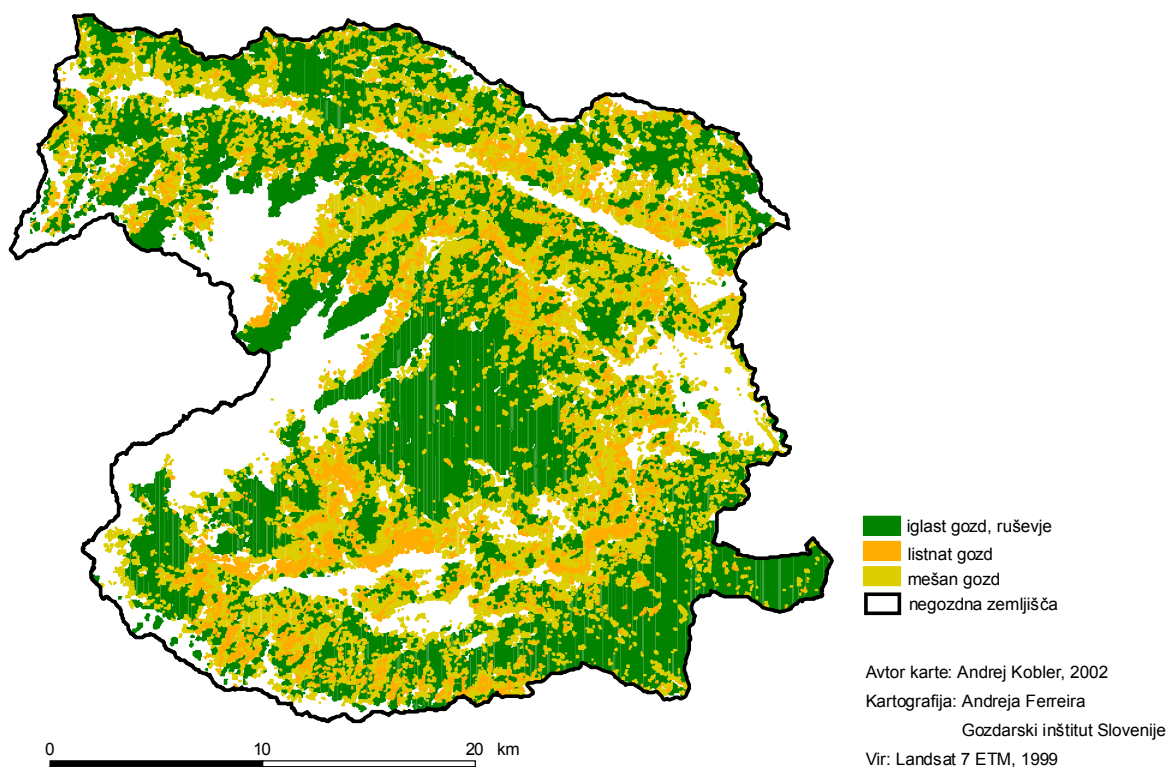 iglast gozd, ruševje
listnat gozd
mešan gozd
negozdna zemljišča
Avtor karte: Andrej Kobler, 2002
Kartografija: Andreja Ferreira
Gozdarski inštitut Slovenije
Vir: Landsat 7 ETM, 1999
0 10 20 km